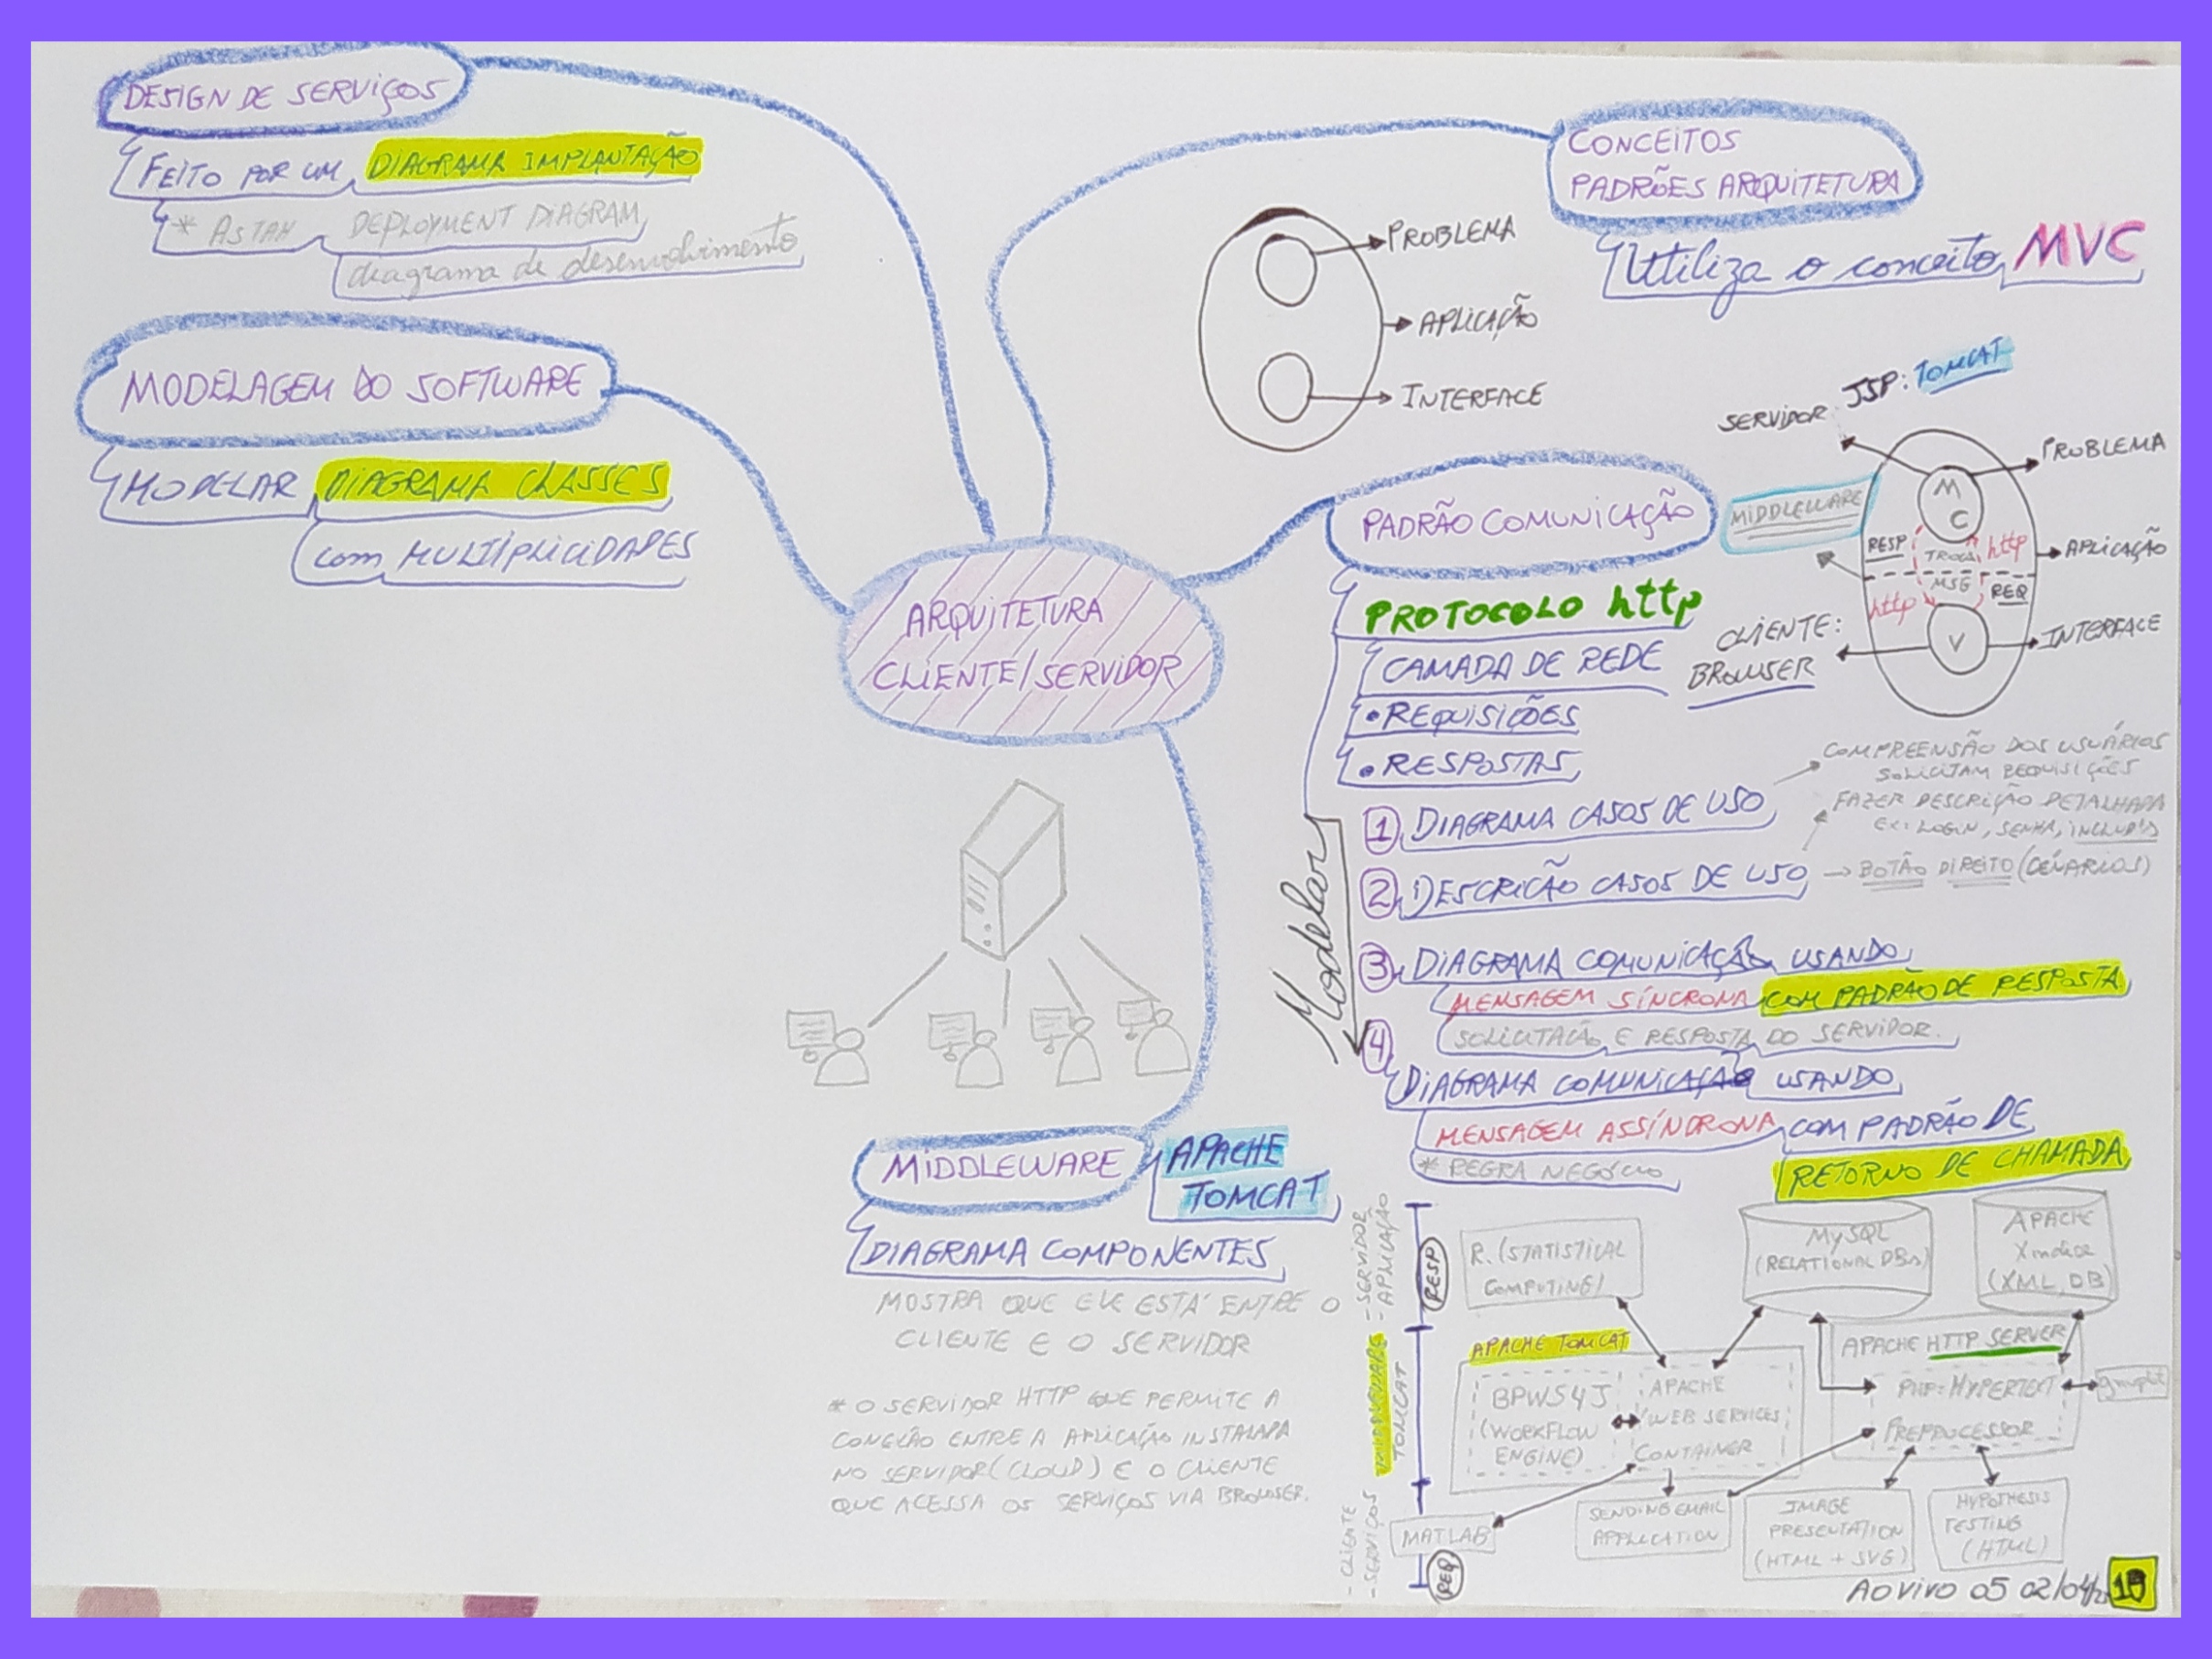 DESIGN DE SERVIÇOS
FEITO POR UM DIAGRAMA IMPLANTAÇÃO
* ASTAH DEPLOYMENT DIAGRAM
diagrama de desenvolvimento
MODELAGEM DO SOFTWARE
MODELAR DIAGRAMA CLASSES
com MULTIPLICIDADES
ARQUITETURA
CLIENTE/SERVIDOR
CONCEITOS
PADRÕES ARQUITETURA
Utiliza o conceito MVC
PROBLEMA
APLICAÇÃO
INTERFACE
PADRÃO COMUNICAÇÃO
PROTOCOLO http
CAMADA DE REDE
• REQUISIÇÕES
• RESPOSTAS
SERVIDOR: JSP: TOMCAT
MIDDLEWARE
PROBLEMA
M
C
RESP
TROCA
http
APLICAÇÃO
MSG
http
REQ
CLIENTE:
BROWSER
V
INTERFACE
Modelar
1 DIAGRAMA CASOS DE USO
COMPREENSÃO DOS USUÁRIOS
SOLICITAM REQUISIÇÕES
2 DESCRIÇÃO CASOS DE USO
FAZER DESCRIÇÃO DETALHADA
EX: LOGIN, SENHA,
→ BOTÃO DIREITO (CENÁRIOS)
3 DIAGRAMA COMUNICAÇÃO USANDO
MENSAGEM SÍNCRONA COM PADRÃO DE RESPOSTA
SOLICITAÇÃO E RESPOSTA DO SERVIDOR.
4
DIAGRAMA COMUNICAÇÃO USANDO
MENSAGEM ASSÍNDRONA COM PADRÃO DE
* REGRA NEGÓCIO
RETORNO DE CHAMADA
MIDDLEWARE
APACHE
TOMCAT
DIAGRAMA COMPONENTES
MOSTRA QUE ELE ESTÁ ENTRE O
CLIENTE E O SERVIDOR
* O SERVIDOR HTTP QUE PERMITE A
CONEXÃO ENTRE A APLICAÇÃO INSTALADA
NO SERVIDOR (CLOUD) E O CLIENTE
QUE ACESSA OS SERVIÇOS VIA BROWSER.
- SERVIDOR
- APLICAÇÃO
RESP
TOMCAT
- CLIENTE
- SERVIÇOS
REQ
R. (STATISTICAL
COMPUTING)
MySQL
(RELATIONAL DBs)
APACHE
Xindice
(XML, DB)
APACHE TOMCAT
BPWS4J
(WORKFLOW
ENGINE)
APACHE
WEB SERVICES
CONTAINER
APACHE HTTP SERVER
PHP: HYPERTEXT
PREPROCESSOR
gnuplot
MATLAB
SENDING EMAIL
APPLICATION
IMAGE
PRESENTATION
(HTML + SVG)
HYPOTHESIS
TESTING
(HTML)
AO VIVO 05 02/04/